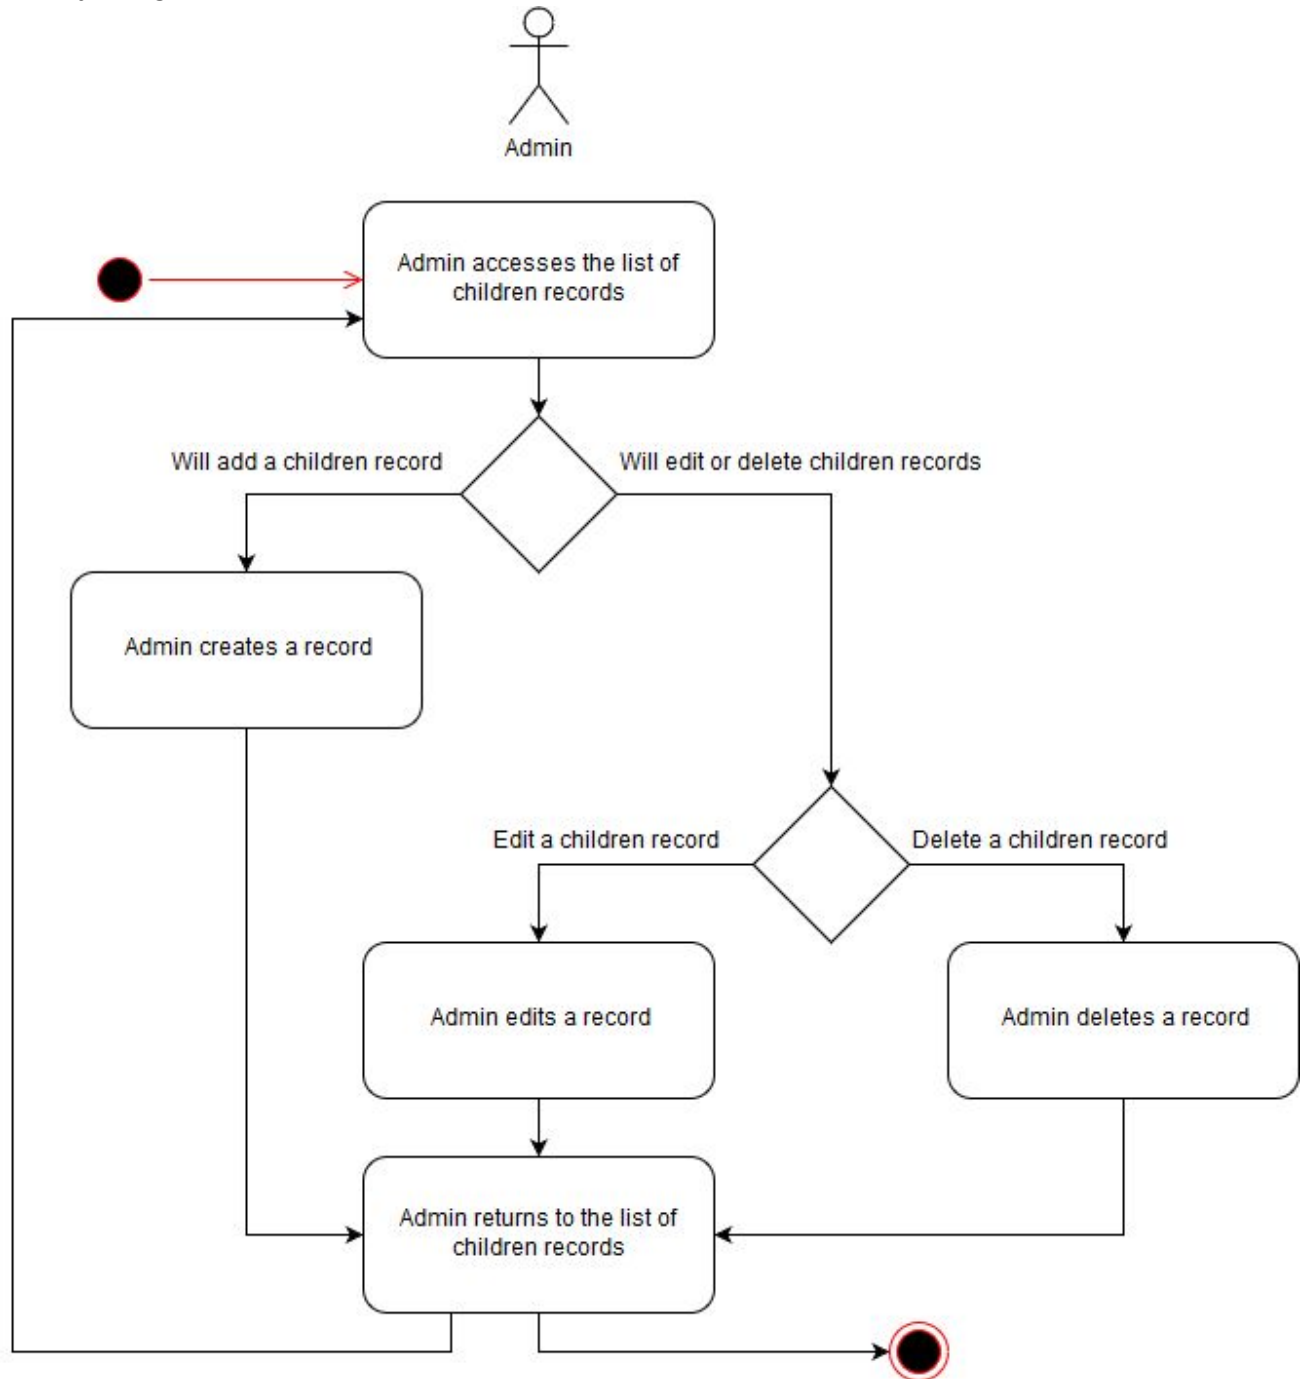 Admin
Admin accesses the list of
children records
Will add a children record
Will edit or delete children records
Admin creates a record
Edit a children record
Delete a children record
Admin edits a record
Admin deletes a record
Admin returns to the list of
children records